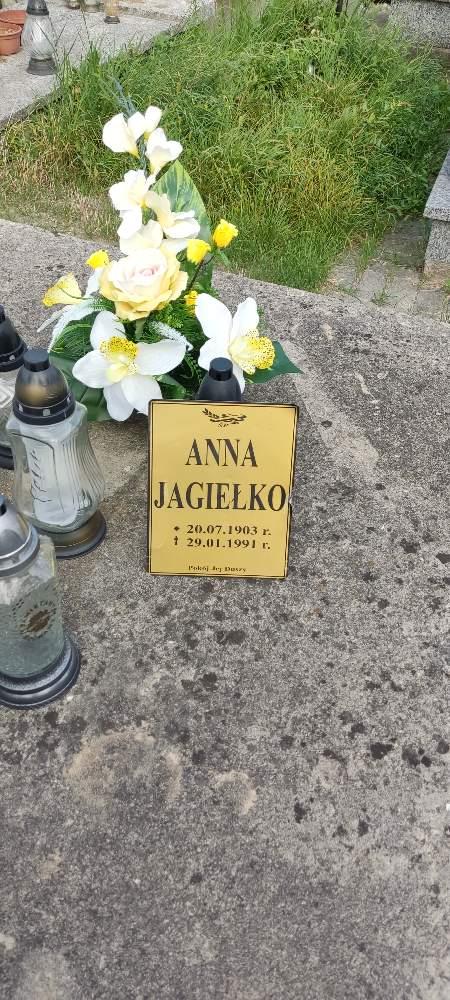 Ś.P.
ANNA
JAGIEŁKO
* 20.07.1903 r.
† 29.01.1991 r.
Pokój Jej Duszy